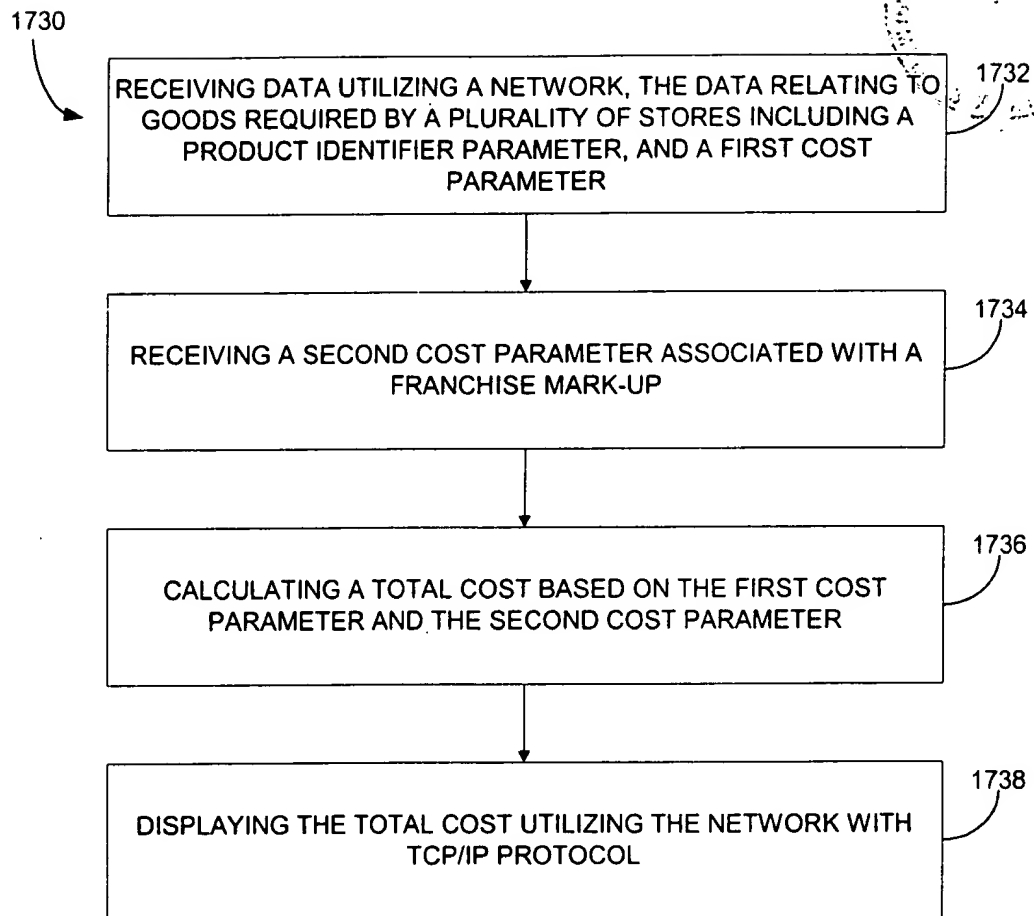 1730
RECEIVING DATA UTILIZING A NETWORK, THE DATA RELATING TO
GOODS REQUIRED BY A PLURALITY OF STORES INCLUDING A
PRODUCT IDENTIFIER PARAMETER, AND A FIRST COST
PARAMETER
1732
RECEIVING A SECOND COST PARAMETER ASSOCIATED WITH A
FRANCHISE MARK-UP
1734
CALCULATING A TOTAL COST BASED ON THE FIRST COST
PARAMETER AND THE SECOND COST PARAMETER
1736
DISPLAYING THE TOTAL COST UTILIZING THE NETWORK WITH
TCP/IP PROTOCOL
1738